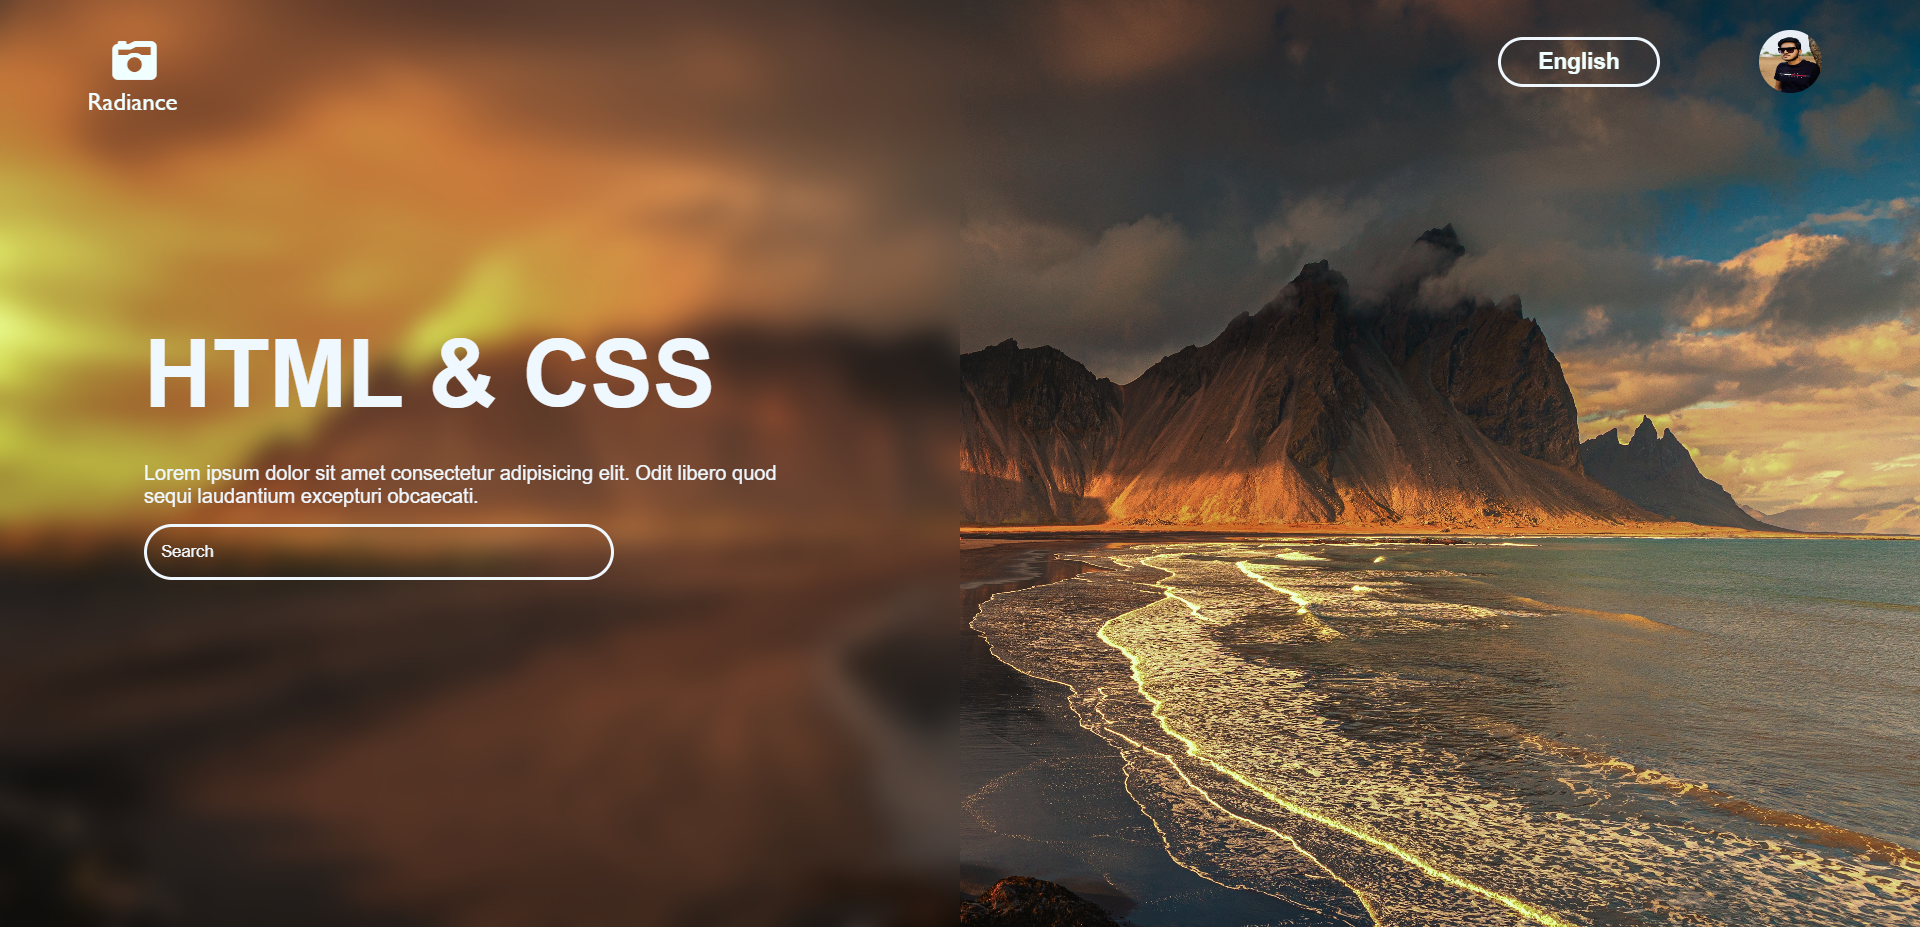 Radiance
English
HTML & CSS
Lorem ipsum dolor sit amet consectetur adipisicing elit. Odit libero quod
sequi laudantium excepturi obcaecati.
Search